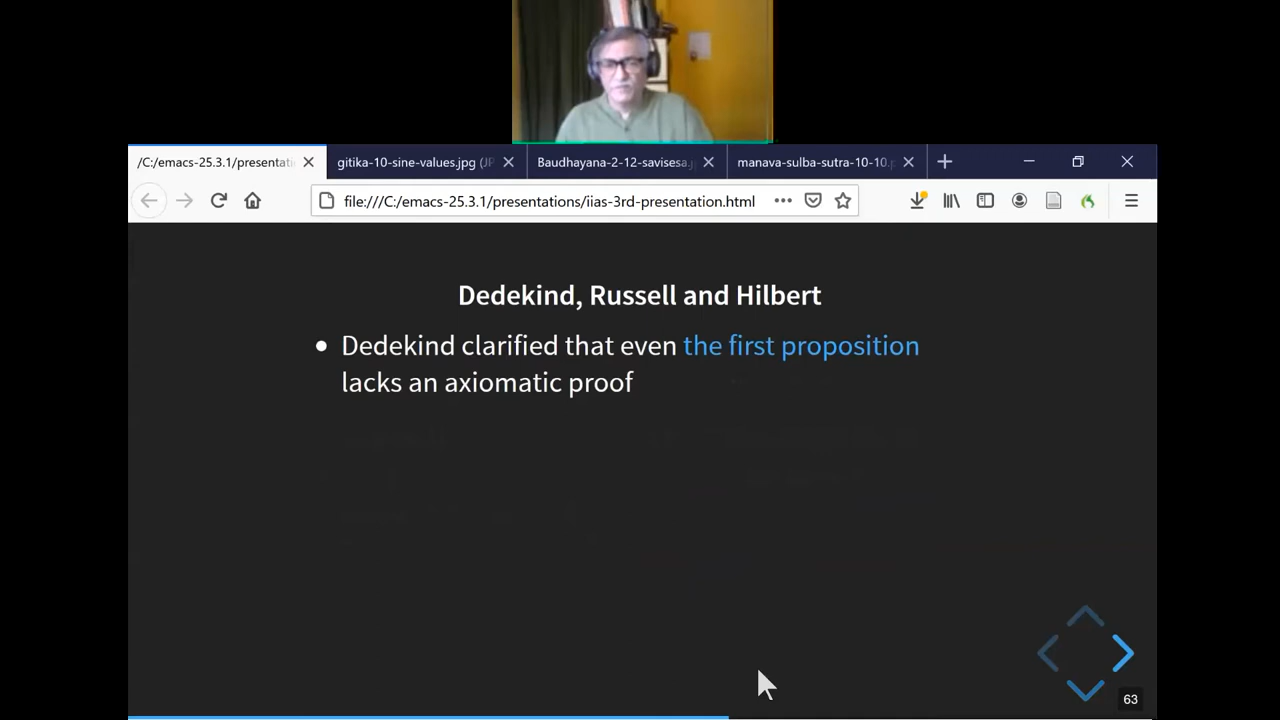 /C:/emacs-25.3.1/presentati
gitika-10-sine-values.jpg (JP
Baudhayana-2-12-savisesa.j
manava-sulba-sutra-10-10.p
file:///C:/emacs-25.3.1/presentations/iias-3rd-presentation.html
Dedekind, Russell and Hilbert
• Dedekind clarified that even the first proposition
lacks an axiomatic proof
63